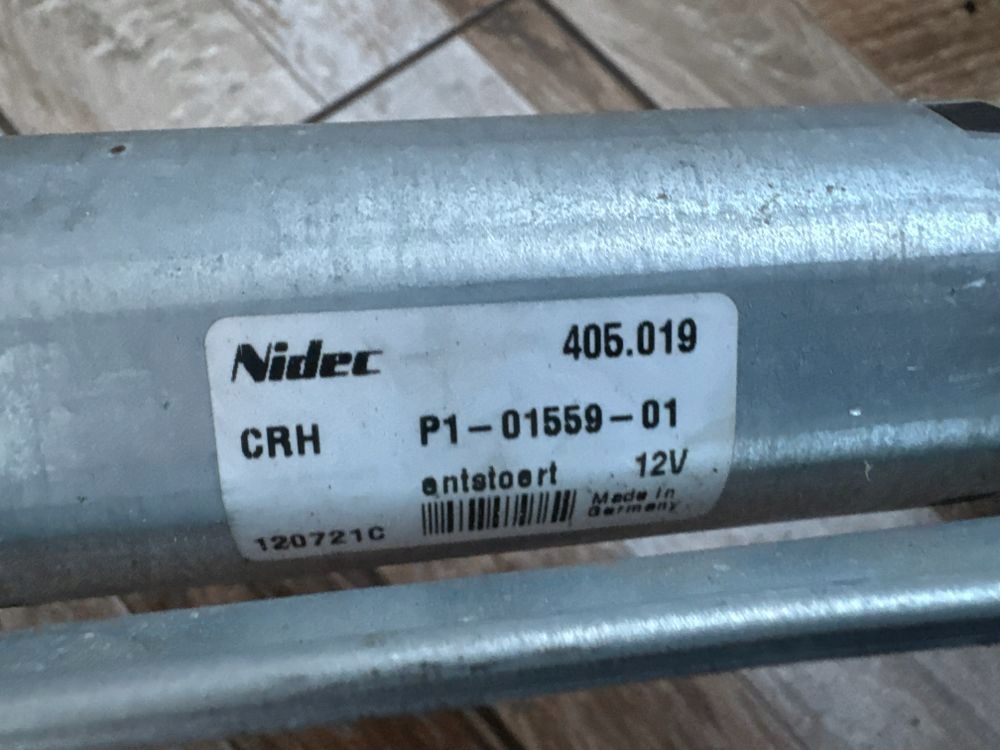 Nidec 405.019
CRH P1-01559-01
entstoert 12V
Made in
Germany
120721C